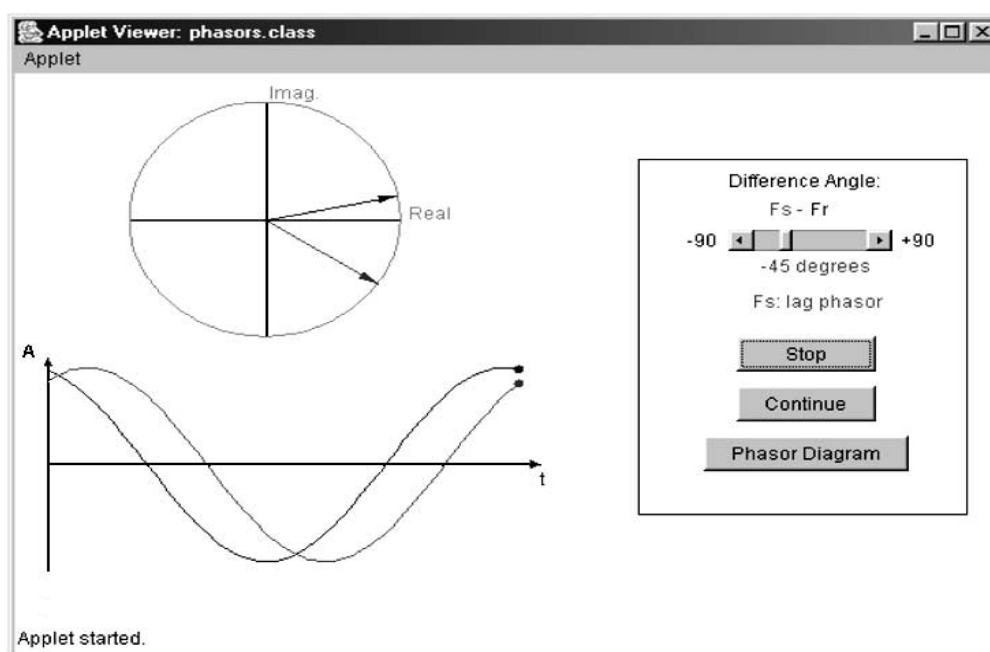 Applet Viewer: phasors.class
Applet
Imag.
Real
A
t
Difference Angle:
Fs - Fr
-90 +90
-45 degrees
Fs: lag phasor
Stop
Continue
Phasor Diagram
Applet started.